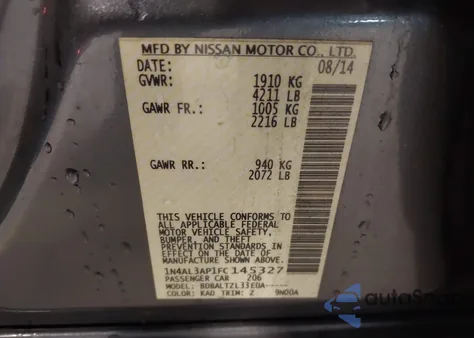 MFD BY NISSAN MOTOR CO., LTD.
DATE: 08/14
GVWR: 1910 KG
4211 LB
GAWR FR.: 1005 KG
2216 LB
GAWR RR.: 940 KG
2072 LB
THIS VEHICLE CONFORMS TO
ALL APPLICABLE FEDERAL
MOTOR VEHICLE SAFETY,
BUMPER, AND THEFT
PREVENTION STANDARDS IN
EFFECT ON THE DATE OF
MANUFACTURE SHOWN ABOVE.
1N4AL3AP1FC145327
PASSENGER CAR 206
MODEL: BDBALTZL33EQA-----
COLOR: KAD TRIM: Z 9N00A